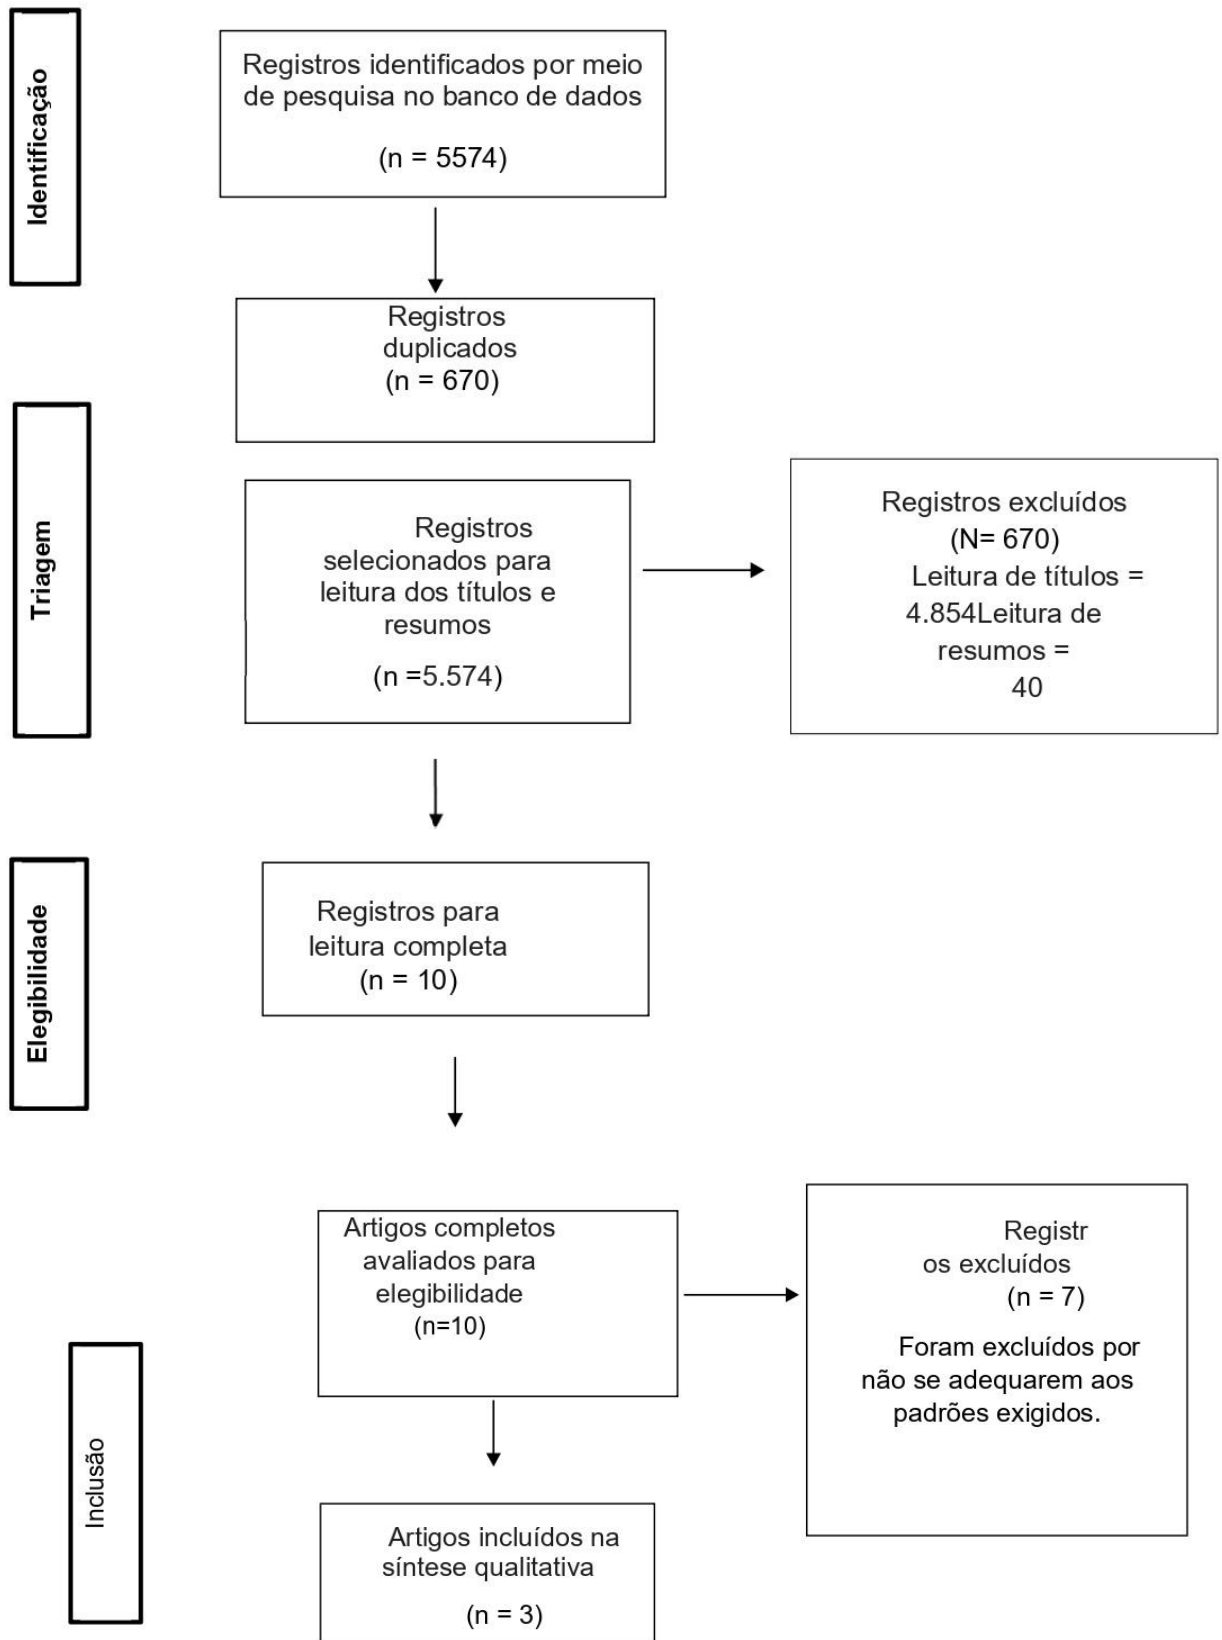 Identificação
Registros identificados por meio
de pesquisa no banco de dados
(n = 5574)
Registros
duplicados
(n = 670)
Triagem
Registros
selecionados para
leitura dos títulos e
resumos
(n =5.574)
Registros excluídos
(N= 670)
Leitura de títulos =
4.854Leitura de
resumos =
40
Elegibilidade
Registros para
leitura completa
(n = 10)
Artigos completos
avaliados para
elegibilidade
(n=10)
Registr
os excluídos
(n = 7)
Foram excluídos por
não se adequarem aos
padrões exigidos.
Inclusão
Artigos incluídos na
síntese qualitativa
(n = 3)